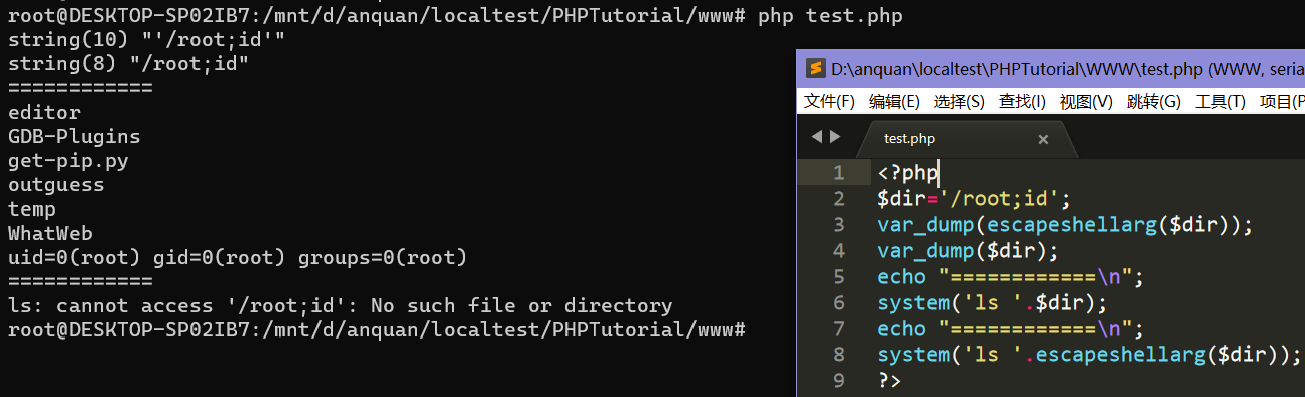 root@DESKTOP-SP02IB7:/mnt/d/anquan/localtest/PHPTutorial/www# php test.php
string(10) "'/root;id'"
string(8) "/root;id"
============
editor
GDB-Plugins
get-pip.py
outguess
temp
WhatWeb
uid=0(root) gid=0(root) groups=0(root)
============
ls: cannot access '/root;id': No such file or directory
root@DESKTOP-SP02IB7:/mnt/d/anquan/localtest/PHPTutorial/www#
D:\anquan\localtest\PHPTutorial\WWW\test.php (WWW, seria
文件(F) 编辑(E) 选择(S) 查找(I) 视图(V) 跳转(G) 工具(T) 项目(P
test.php
1 <?php
2 $dir='/root;id';
3 var_dump(escapeshellarg($dir));
4 var_dump($dir);
5 echo "============\n";
6 system('ls '.$dir);
7 echo "============\n";
8 system('ls '.escapeshellarg($dir));
9 ?>